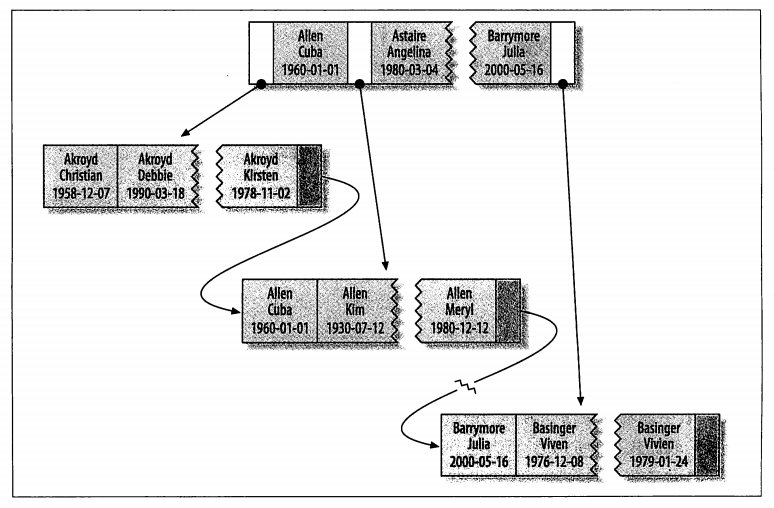 Allen
Cuba
1960-01-01
Astaire
Angelina
1980-03-04
Barrymore
Julia
2000-05-16
Akroyd
Christian
1958-12-07
Akroyd
Debbie
1990-03-18
Akroyd
Kirsten
1978-11-02
Allen
Cuba
1960-01-01
Allen
Kim
1930-07-12
Allen
Meryl
1980-12-12
Barrymore
Julia
2000-05-16
Basinger
Viven
1976-12-08
Basinger
Vivien
1979-01-24